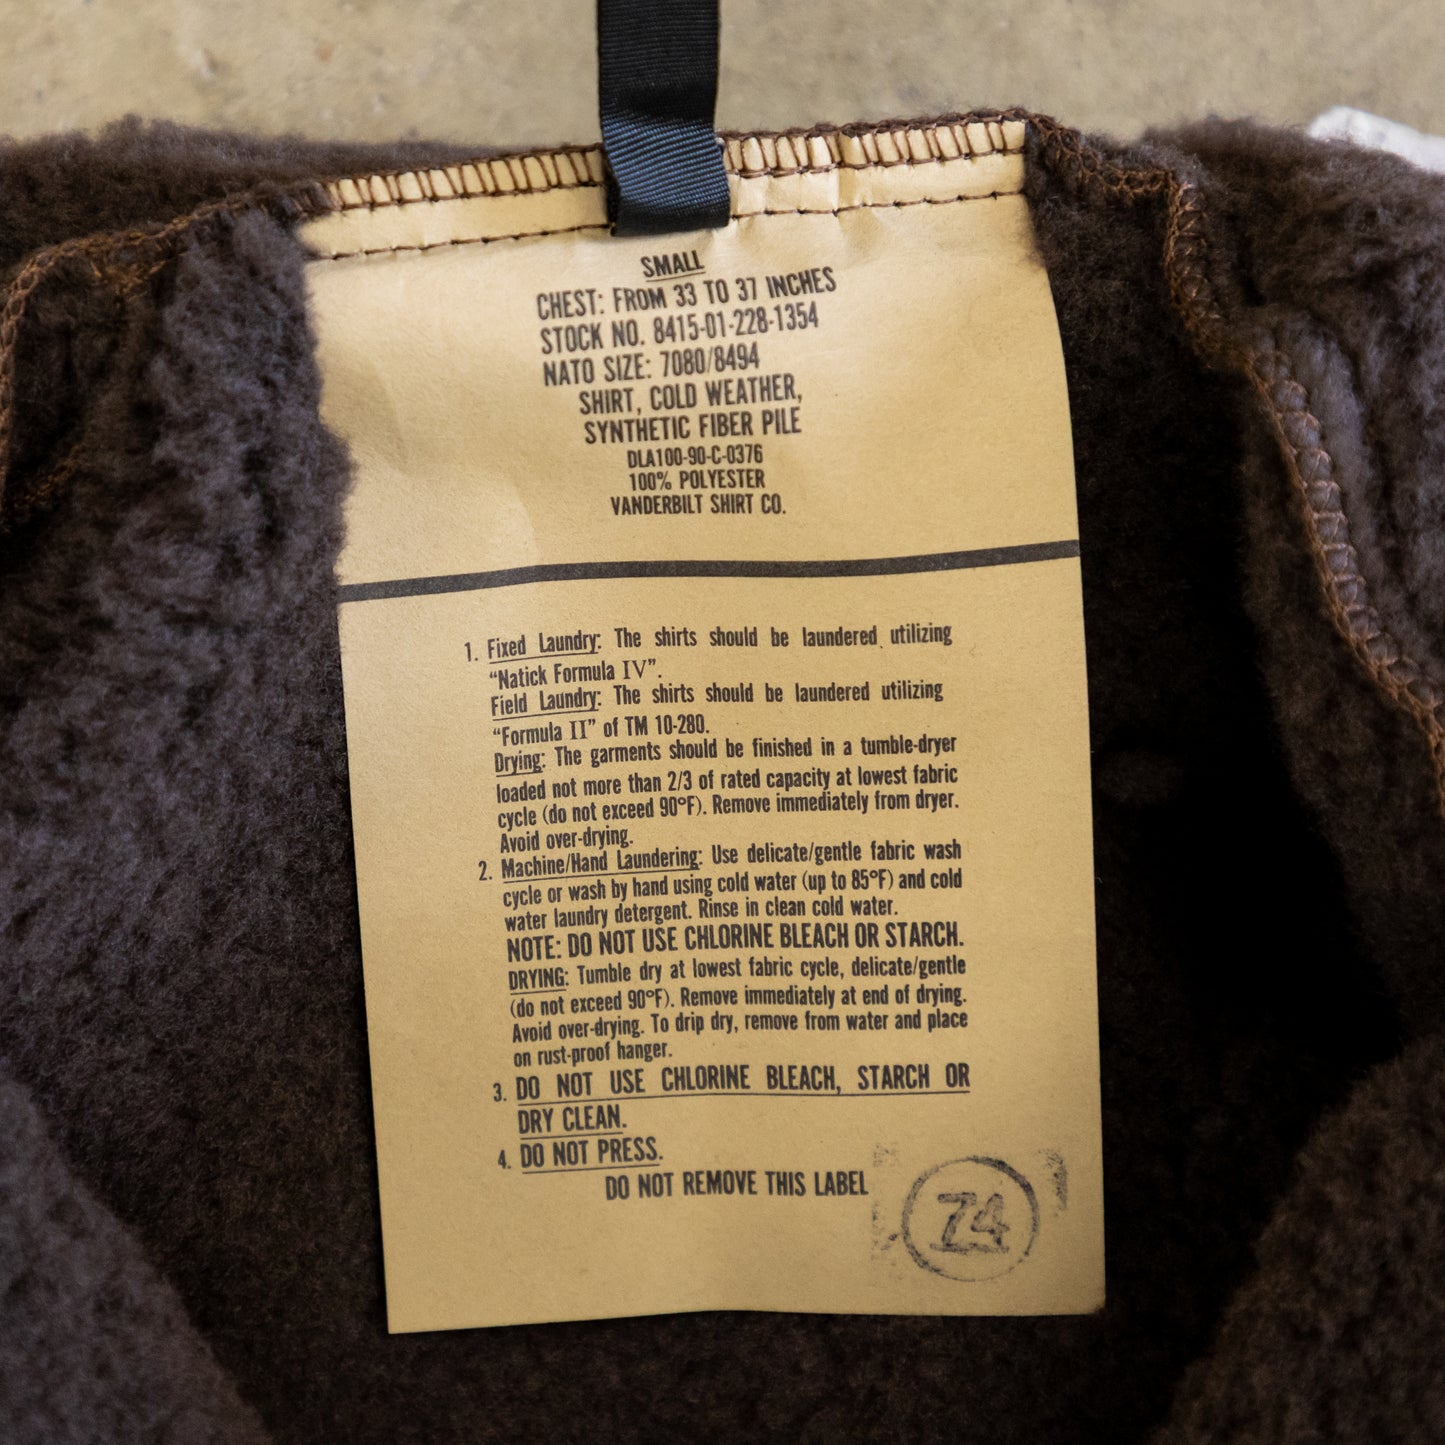 SMALL
CHEST: FROM 33 TO 37 INCHES
STOCK NO. 8415-01-228-1354
NATO SIZE: 7080/8494
SHIRT, COLD WEATHER,
SYNTHETIC FIBER PILE
DLA100-90-C-0376
100% POLYESTER
VANDERBILT SHIRT CO.
1. Fixed Laundry: The shirts should be laundered utilizing
“Natick Formula IV”.
Field Laundry: The shirts should be laundered utilizing
“Formula II” of TM 10-280.
Drying: The garments should be finished in a tumble-dryer
loaded not more than 2/3 of rated capacity at lowest fabric
cycle (do not exceed 90°F). Remove immediately from dryer.
Avoid over-drying.
2. Machine/Hand Laundering: Use delicate/gentle fabric wash
cycle or wash by hand using cold water (up to 85°F) and cold
water laundry detergent. Rinse in clean cold water.
NOTE: DO NOT USE CHLORINE BLEACH OR STARCH.
DRYING: Tumble dry at lowest fabric cycle, delicate/gentle
(do not exceed 90°F). Remove immediately at end of drying.
Avoid over-drying. To drip dry, remove from water and place
on rust-proof hanger.
3. DO NOT USE CHLORINE BLEACH, STARCH OR
DRY CLEAN.
4. DO NOT PRESS.
DO NOT REMOVE THIS LABEL
74